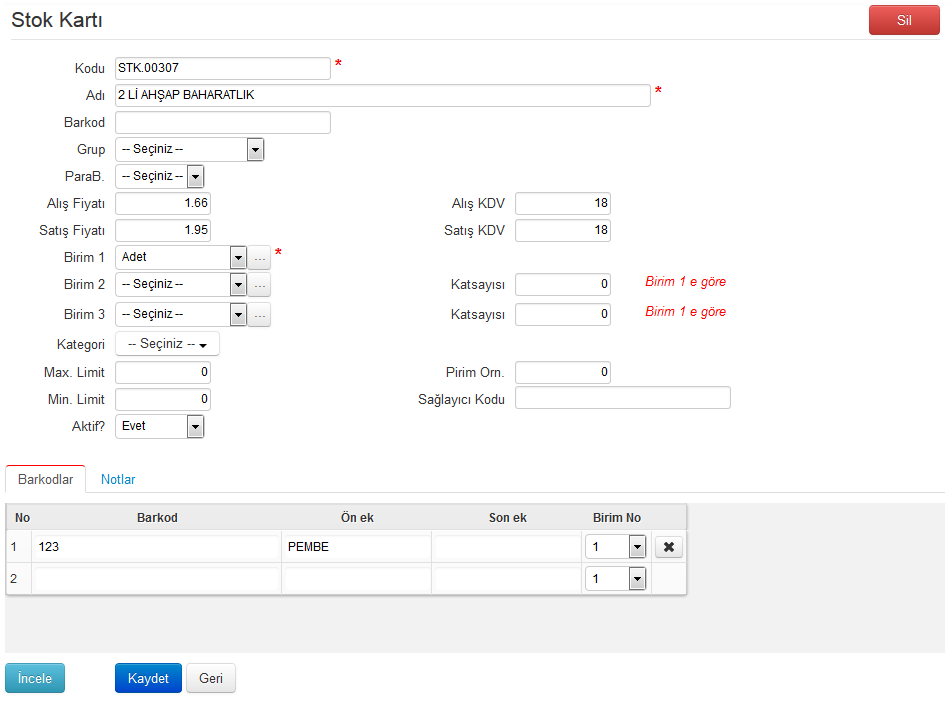 Stok Kartı Sil
Kodu STK.00307 *
Adı 2 Lİ AHŞAP BAHARATLIK *
Barkod
Grup -- Seçiniz --
ParaB. -- Seçiniz --
Alış Fiyatı 1.66 Alış KDV 18
Satış Fiyatı 1.95 Satış KDV 18
Birim 1 Adet ... *
Birim 2 -- Seçiniz -- ... Katsayısı 0 Birim 1 e göre
Birim 3 -- Seçiniz -- ... Katsayısı 0 Birim 1 e göre
Kategori -- Seçiniz --
Max. Limit 0 Pirim Orn. 0
Min. Limit 0 Sağlayıcı Kodu
Aktif? Evet
Barkodlar Notlar
No Barkod Ön ek Son ek Birim No
1 123 PEMBE 1
2 1
İncele Kaydet Geri